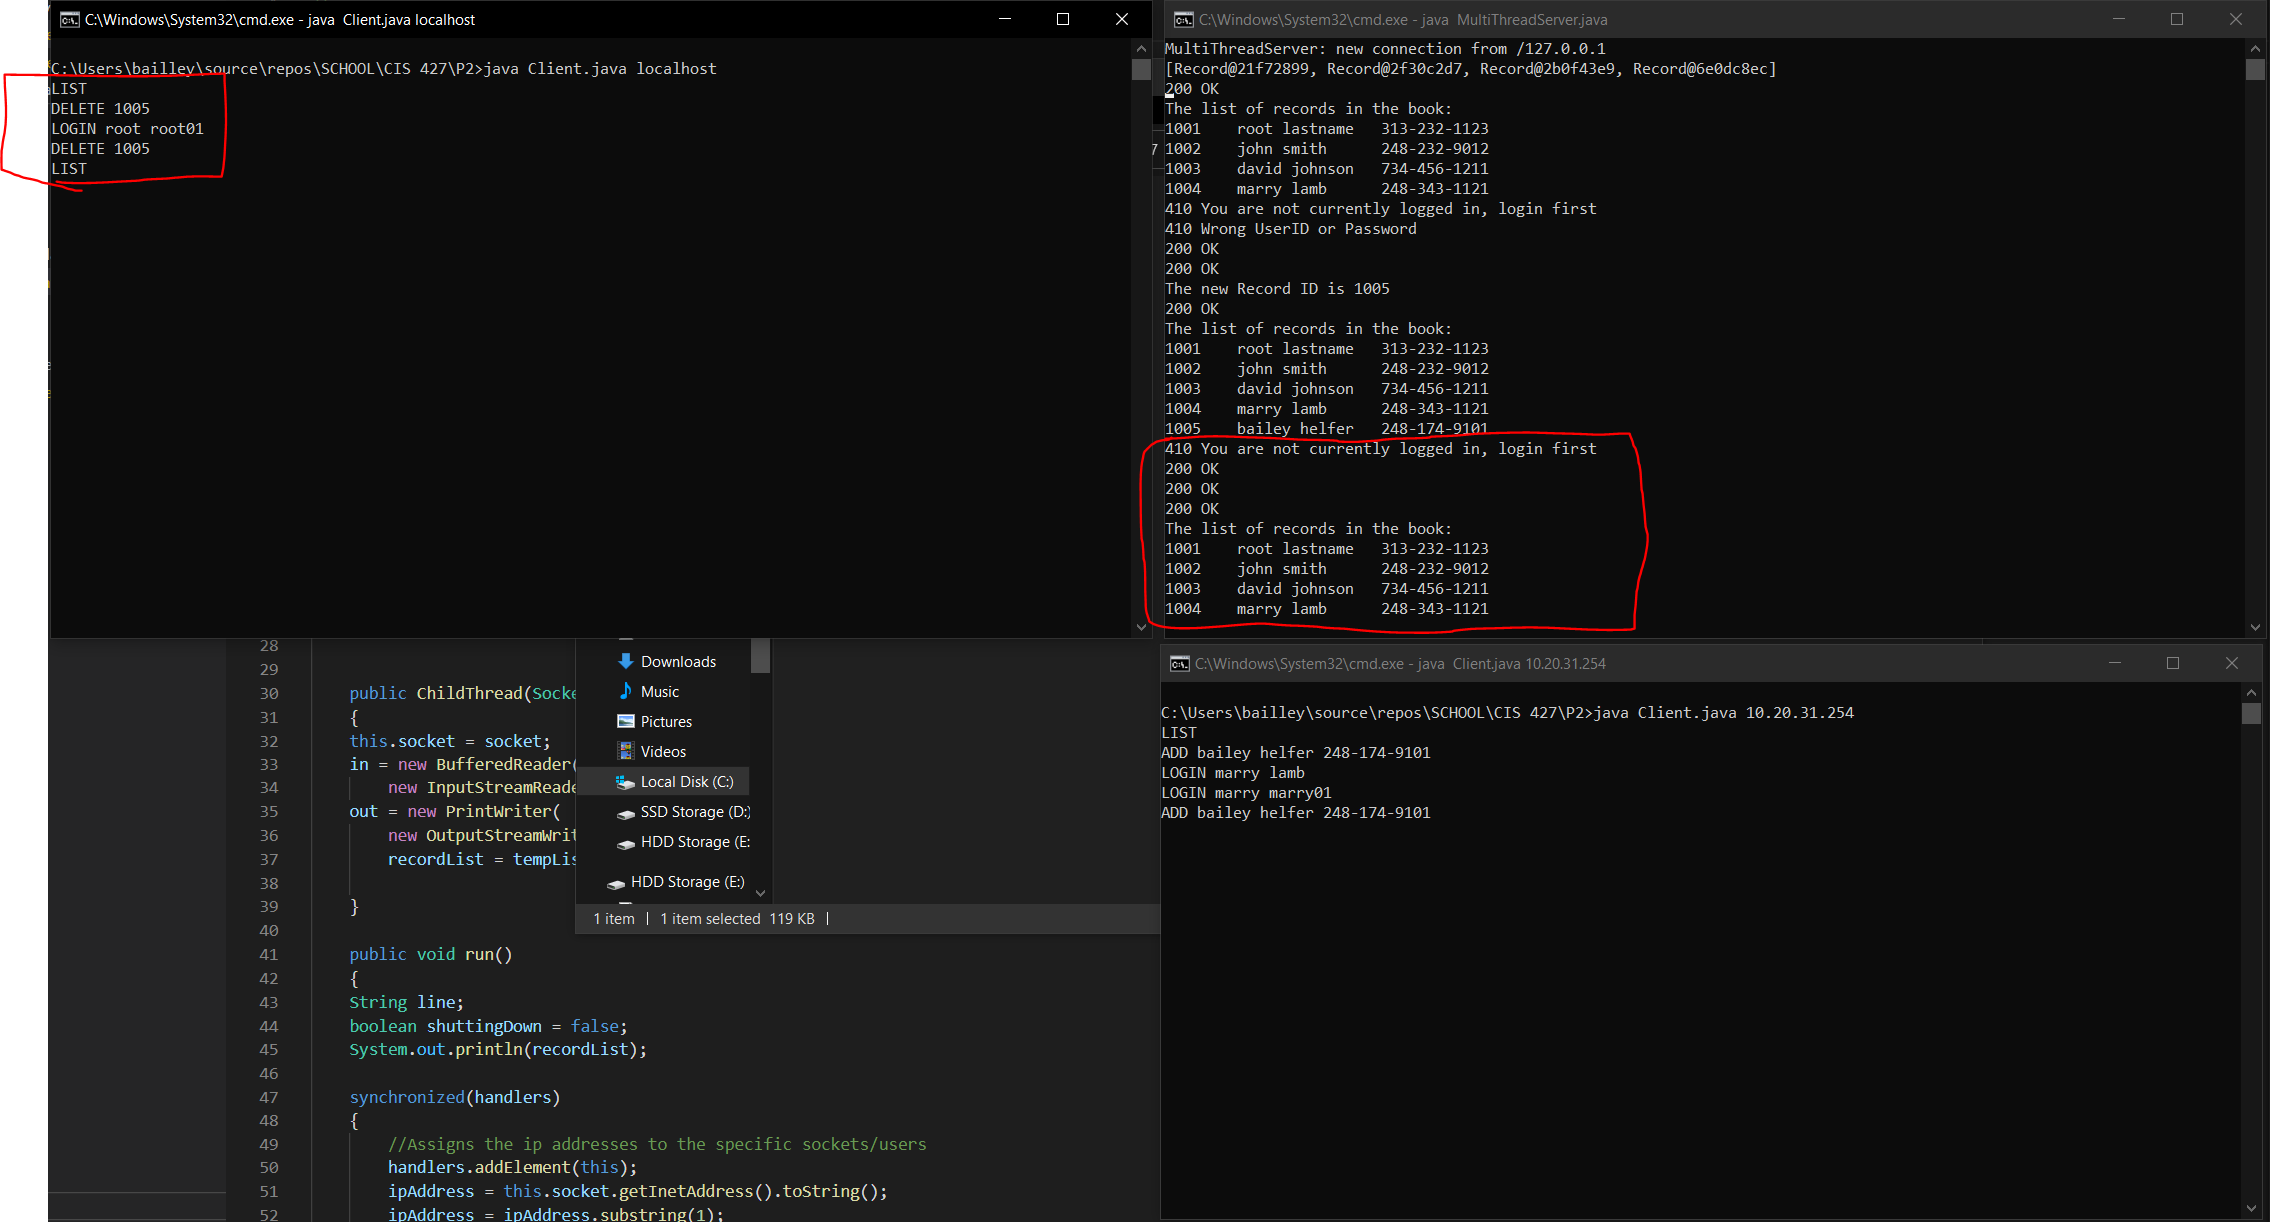 C:\Windows\System32\cmd.exe - java  Client.java localhost
C:\Users\bailley\source\repos\SCHOOL\CIS 427\P2>java Client.java localhost
LIST
DELETE 1005
LOGIN root root01
DELETE 1005
LIST
C:\Windows\System32\cmd.exe - java  MultiThreadServer.java
MultiThreadServer: new connection from /127.0.0.1
[Record@21f72899, Record@2f30c2d7, Record@2b0f43e9, Record@6e0dc8ec]
200 OK
The list of records in the book:
1001    root lastname   313-232-1123
1002    john smith      248-232-9012
1003    david johnson   734-456-1211
1004    marry lamb      248-343-1121
410 You are not currently logged in, login first
410 Wrong UserID or Password
200 OK
200 OK
The new Record ID is 1005
200 OK
The list of records in the book:
1001    root lastname   313-232-1123
1002    john smith      248-232-9012
1003    david johnson   734-456-1211
1004    marry lamb      248-343-1121
1005    bailey helfer   248-174-9101
410 You are not currently logged in, login first
200 OK
200 OK
200 OK
The list of records in the book:
1001    root lastname   313-232-1123
1002    john smith      248-232-9012
1003    david johnson   734-456-1211
1004    marry lamb      248-343-1121
7
28
29
30 public ChildThread(Socke
31 {
32 this.socket = socket;
33 in = new BufferedReader(
34 new InputStreamReade
35 out = new PrintWriter(
36 new OutputStreamWrit
37 recordList = tempLis
38
39 }
40
41 public void run()
42 {
43 String line;
44 boolean shuttingDown = false;
45 System.out.println(recordList);
46
47 synchronized(handlers)
48 {
49 //Assigns the ip addresses to the specific sockets/users
50 handlers.addElement(this);
51 ipAddress = this.socket.getInetAddress().toString();
52 ipAddress = ipAddress.substring(1);
Downloads
Music
Pictures
Videos
Local Disk (C:)
SSD Storage (D:)
HDD Storage (E:
HDD Storage (E:)
1 item | 1 item selected 119 KB |
C:\Windows\System32\cmd.exe - java  Client.java 10.20.31.254
C:\Users\bailley\source\repos\SCHOOL\CIS 427\P2>java Client.java 10.20.31.254
LIST
ADD bailey helfer 248-174-9101
LOGIN marry lamb
LOGIN marry marry01
ADD bailey helfer 248-174-9101